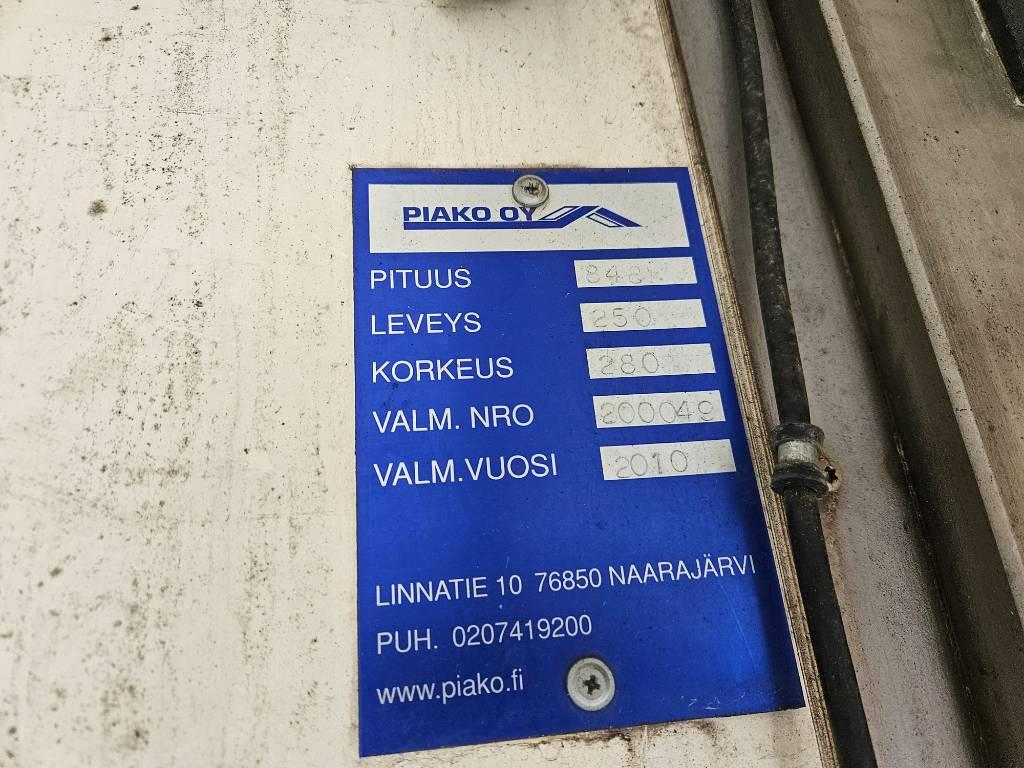 PIAKO OY
PITUUS 848
LEVEYS 250
KORKEUS 280
VALM. NRO 200049
VALM.VUOSI 2010
LINNATIE 10 76850 NAARAJÄRVI
PUH. 0207419200
www.piako.fi